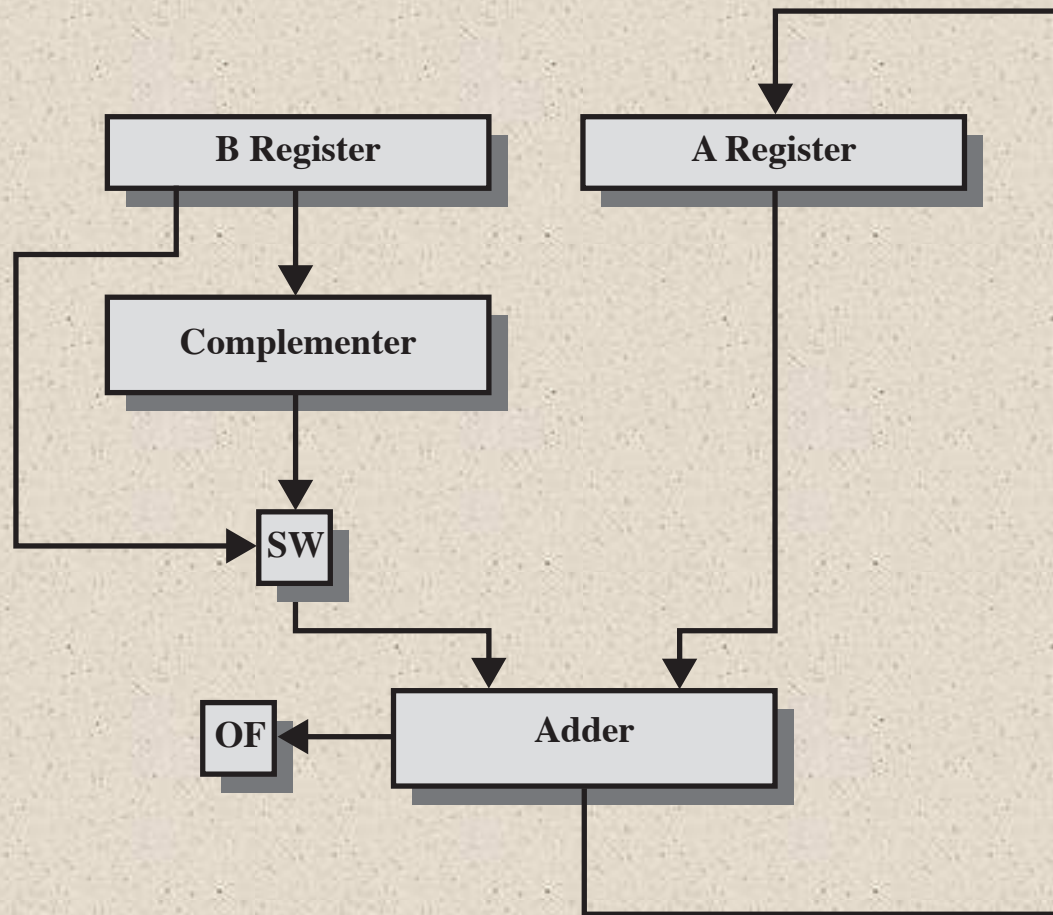 B Register
A Register
Complementer
SW
OF
Adder